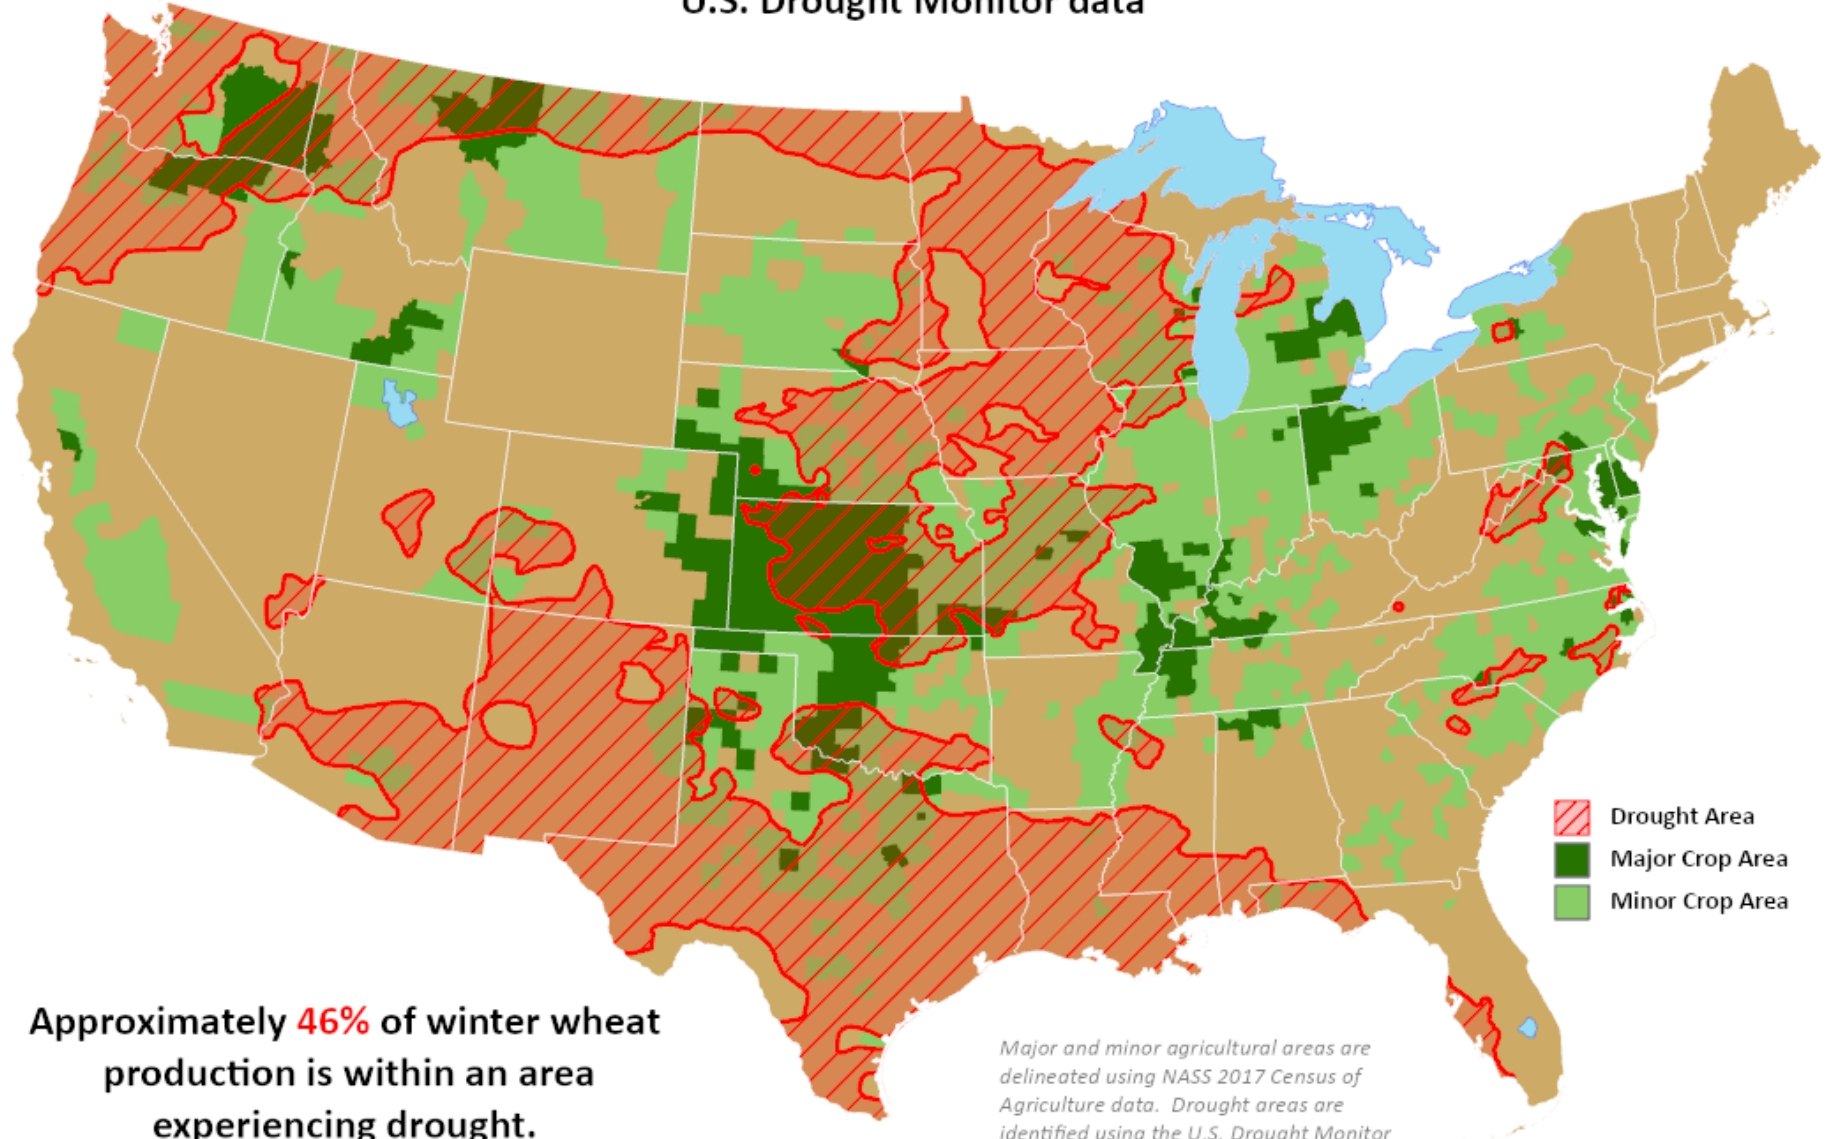 U.S. Drought Monitor data
Drought Area
Major Crop Area
Minor Crop Area
Approximately 46% of winter wheat
production is within an area
experiencing drought.
Major and minor agricultural areas are
delineated using NASS 2017 Census of
Agriculture data. Drought areas are
identified using the U.S. Drought Monitor